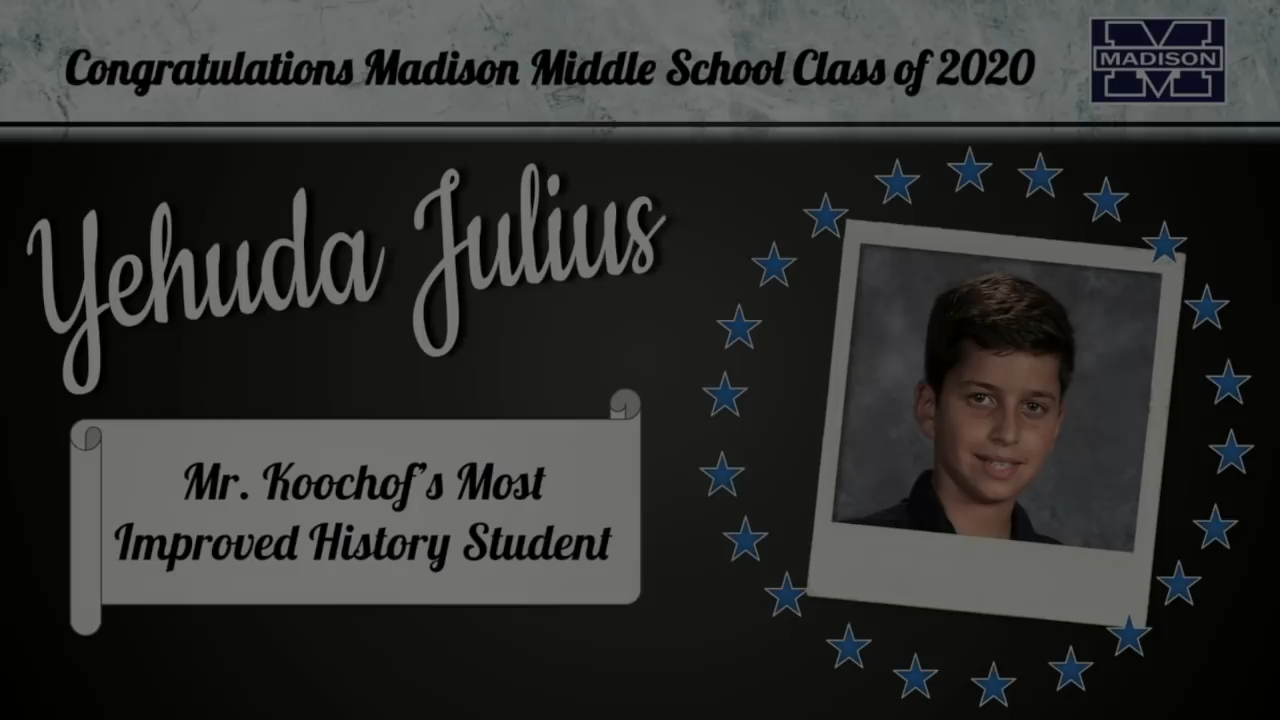 Congratulations Madison Middle School Class of 2020
MADISON
Yehuda Julius
Mr. Koochof's Most
Improved History Student